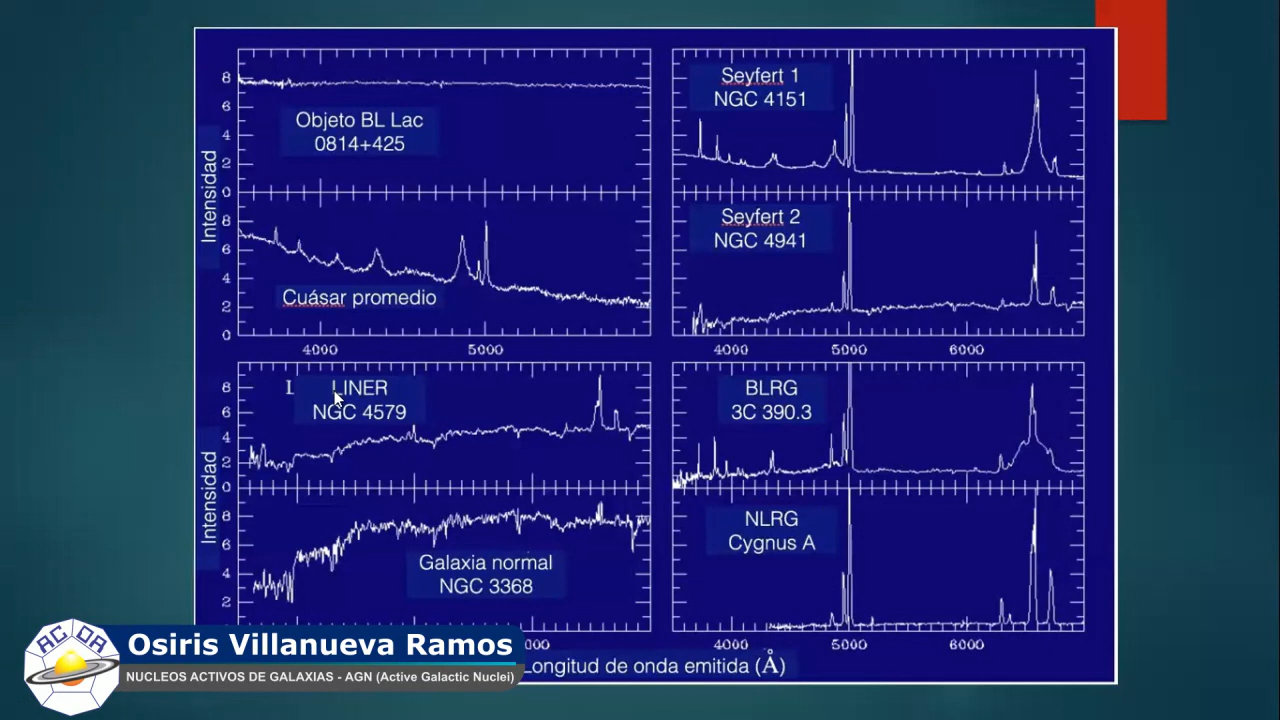 Intensidad
8
6
4
2
0
Objeto BL Lac
0814+425
8
6
4
2
0
Cuásar promedio
4000
5000
Seyfert 1
NGC 4151
Seyfert 2
NGC 4941
4000
5000
6000
Intensidad
8
6
4
2
0
I
LINER
NGC 4579
8
6
4
2
Galaxia normal
NGC 3368
BLRG
3C 390.3
NLRG
Cygnus A
000
4000
5000
6000
Longitud de onda emitida (Å)
ACDA
Osiris Villanueva Ramos
NUCLEOS ACTIVOS DE GALAXIAS - AGN (Active Galactic Nuclei)